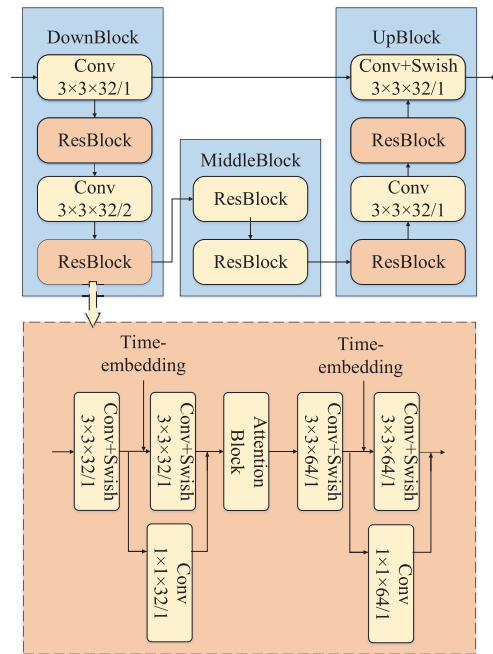 DownBlock
Conv
3×3×32/1
ResBlock
Conv
3×3×32/2
ResBlock
MiddleBlock
ResBlock
ResBlock
UpBlock
Conv+Swish
3×3×32/1
ResBlock
Conv
3×3×32/1
ResBlock
Time-
embedding
Time-
embedding
Conv+Swish
3×3×32/1
Conv+Swish
3×3×32/1
Attention
Block
Conv+Swish
3×3×64/1
Conv+Swish
3×3×64/1
Conv
1×1×32/1
Conv
1×1×64/1